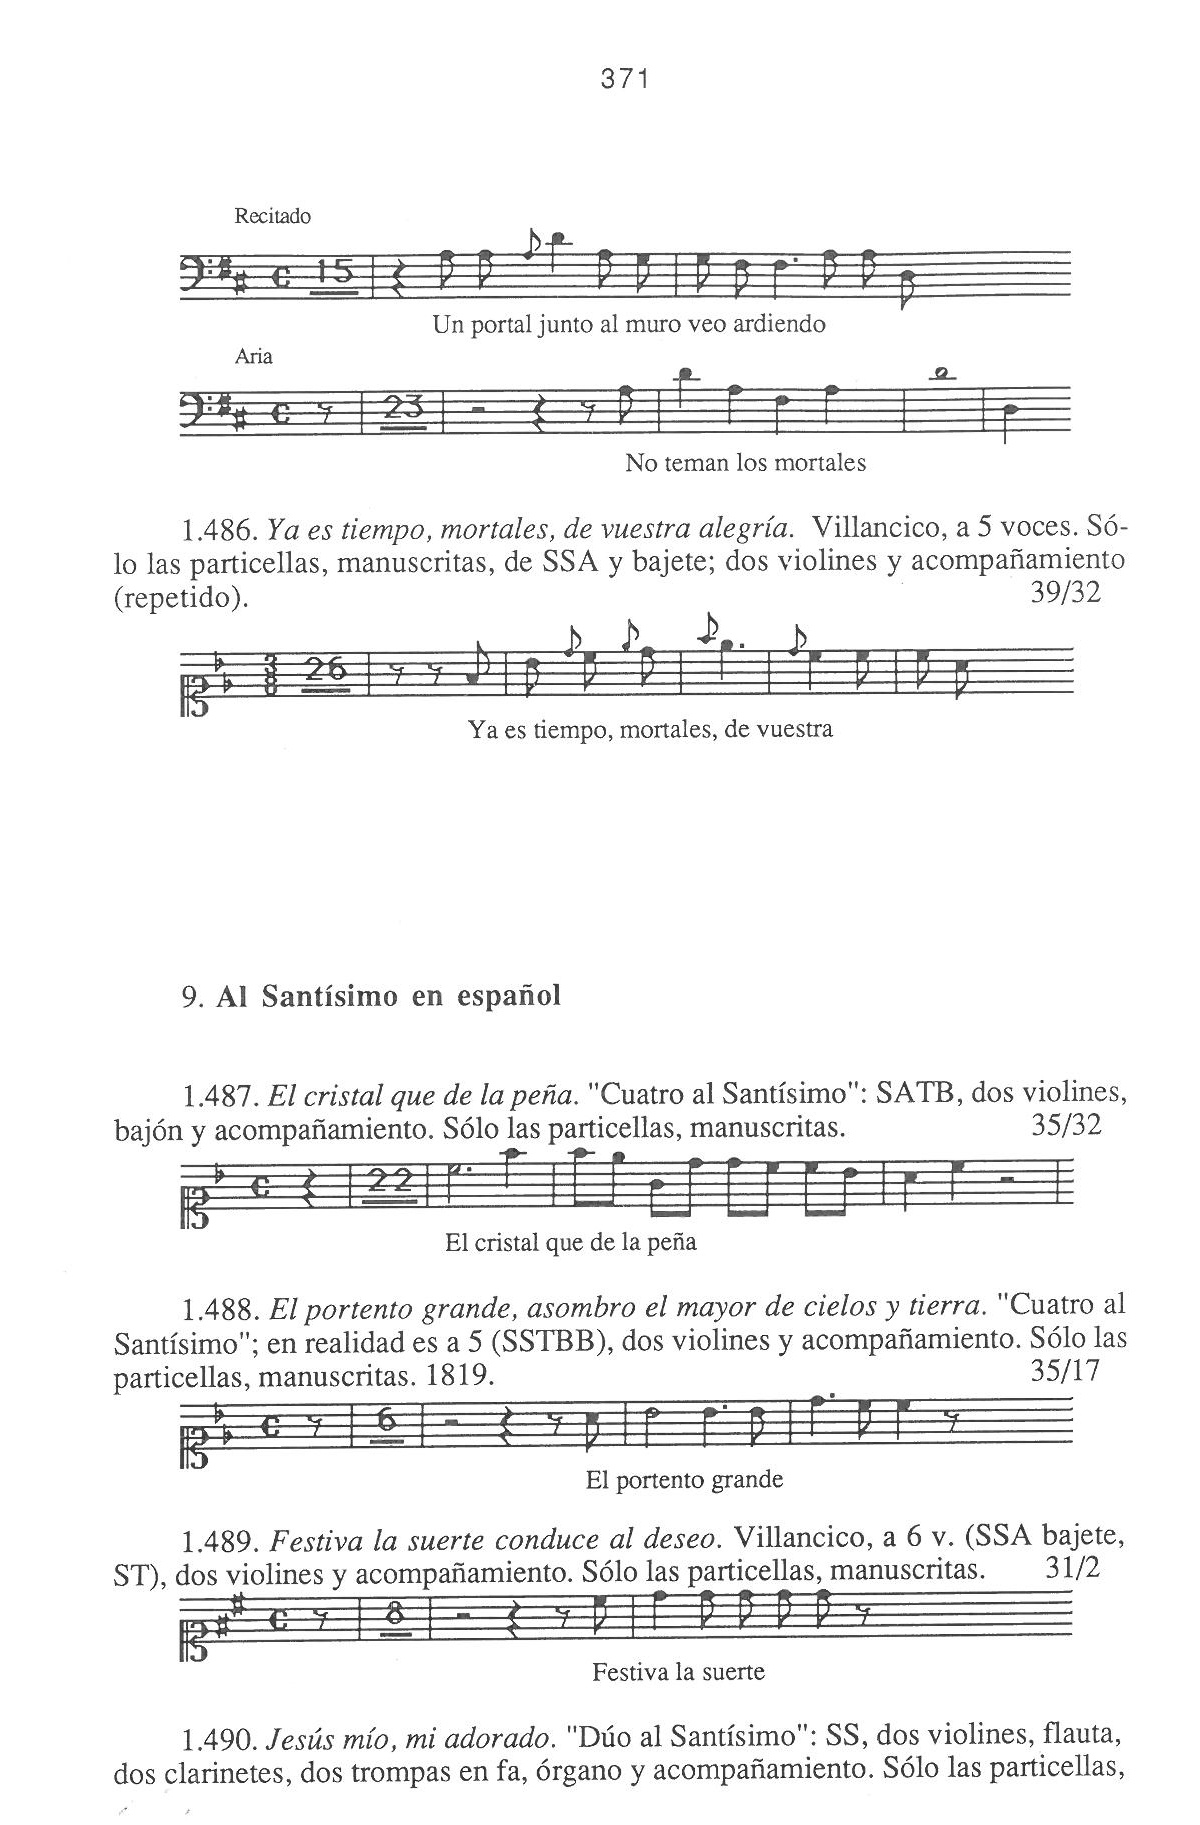 371
Recitado
15
Un portal junto al muro veo ardiendo
Aria
23
No teman los mortales
1.486. Ya es tiempo, mortales, de vuestra alegría. Villancico, a 5 voces. Só-
lo las particellas, manuscritas, de SSA y bajete; dos violines y acompañamiento
(repetido). 39/32
3/8 26
Ya es tiempo, mortales, de vuestra
9. Al Santísimo en español
1.487. El cristal que de la peña. "Cuatro al Santísimo": SATB, dos violines,
bajón y acompañamiento. Sólo las particellas, manuscritas. 35/32
22
El cristal que de la peña
1.488. El portento grande, asombro el mayor de cielos y tierra. "Cuatro al
Santísimo"; en realidad es a 5 (SSTBB), dos violines y acompañamiento. Sólo las
particellas, manuscritas. 1819. 35/17
6
El portento grande
1.489. Festiva la suerte conduce al deseo. Villancico, a 6 v. (SSA bajete,
ST), dos violines y acompañamiento. Sólo las particellas, manuscritas. 31/2
8
Festiva la suerte
1.490. Jesús mío, mi adorado. "Dúo al Santísimo": SS, dos violines, flauta,
dos clarinetes, dos trompas en fa, órgano y acompañamiento. Sólo las particellas,